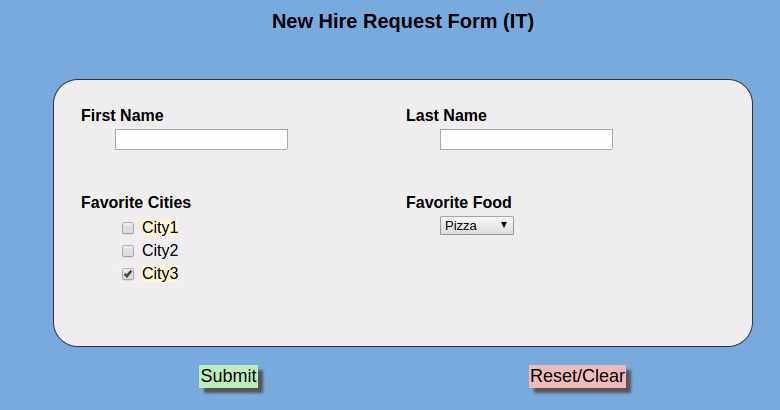 New Hire Request Form (IT)
First Name
Last Name
Favorite Cities
City1
City2
City3
Favorite Food
Pizza
Submit
Reset/Clear